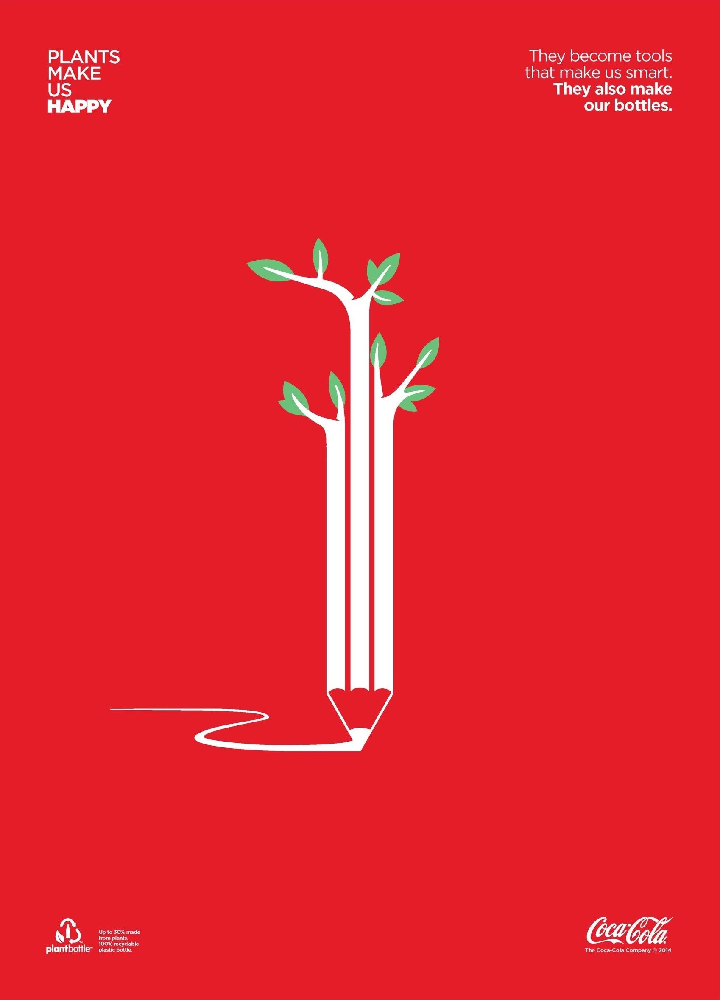 PLANTS
MAKE
US
HAPPY
They become tools
that make us smart.
They also make
our bottles.
plantbottle™
Up to 30% made
from plants.
100% recyclable
plastic bottle.
Coca-Cola®
The Coca-Cola Company © 2014